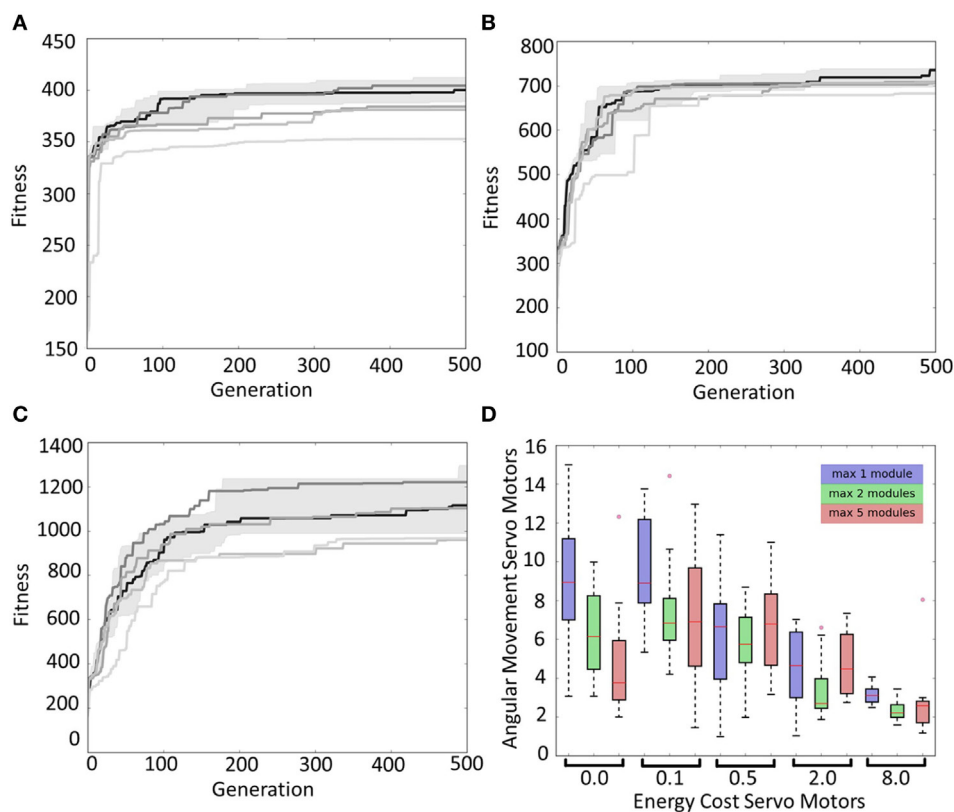 A
450
400
350
300
250
200
150
Fitness
0 100 200 300 400 500
Generation
B
800
700
600
500
400
300
200
100
Fitness
0 100 200 300 400 500
Generation
C
1400
1200
1000
800
600
400
200
0
Fitness
0 100 200 300 400 500
Generation
D
16
14
12
10
8
6
4
2
0
Angular Movement Servo Motors
max 1 module
max 2 modules
max 5 modules
0.0 0.1 0.5 2.0 8.0
Energy Cost Servo Motors